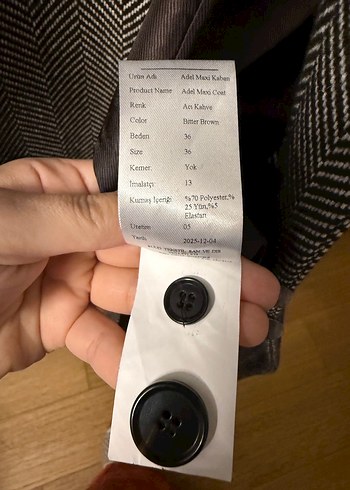 Ürün Adı: Adel Maxi Kaban
Product Name Adel Maxi Coat
Renk Acı Kahve
Color Bitter Brown
Beden: 36
Size: 36
Kemer: Yok
İmalatçı: 13
Kumaş İçeriği: %70 Polyester,%
25 Yün,%5
Elastan
Üretim 05
Tarih: 2025-12-04